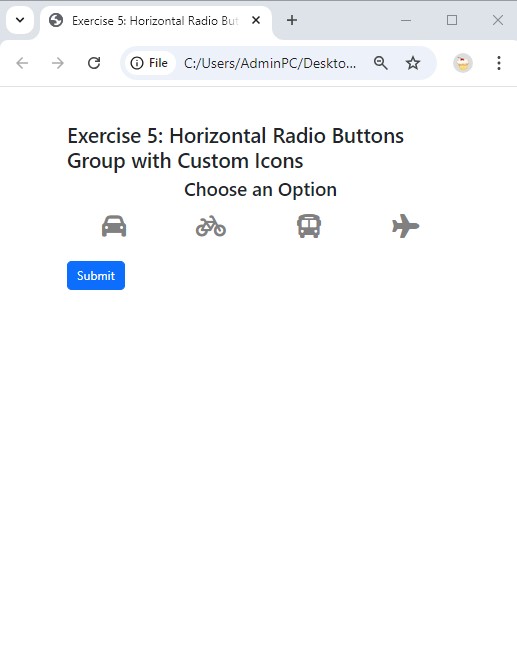 Exercise 5: Horizontal Radio But
File
C:/Users/AdminPC/Deskto...
Exercise 5: Horizontal Radio Buttons
Group with Custom Icons
Choose an Option
Submit